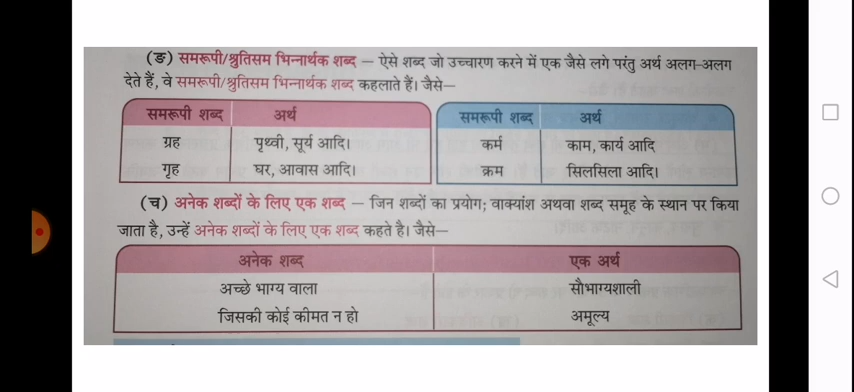 (ङ) समरूपी/श्रुतिसम भिन्नार्थक शब्द – ऐसे शब्द जो उच्चारण करने में एक जैसे लगे परंतु अर्थ अलग-अलग
देते हैं, वे समरूपी/श्रुतिसम भिन्नार्थक शब्द कहलाते हैं। जैसे—
समरूपी शब्द अर्थ
ग्रह पृथ्वी, सूर्य आदि।
गृह घर, आवास आदि।
समरूपी शब्द अर्थ
कर्म काम, कार्य आदि
क्रम सिलसिला आदि।
(च) अनेक शब्दों के लिए एक शब्द – जिन शब्दों का प्रयोग; वाक्यांश अथवा शब्द समूह के स्थान पर किया
जाता है, उन्हें अनेक शब्दों के लिए एक शब्द कहते है। जैसे—
अनेक शब्द एक अर्थ
अच्छे भाग्य वाला सौभाग्यशाली
जिसकी कोई कीमत न हो अमूल्य